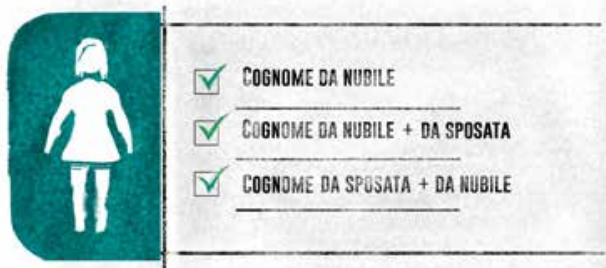 COGNOME DA NUBILE
COGNOME DA NUBILE + DA SPOSATA
COGNOME DA SPOSATA + DA NUBILE